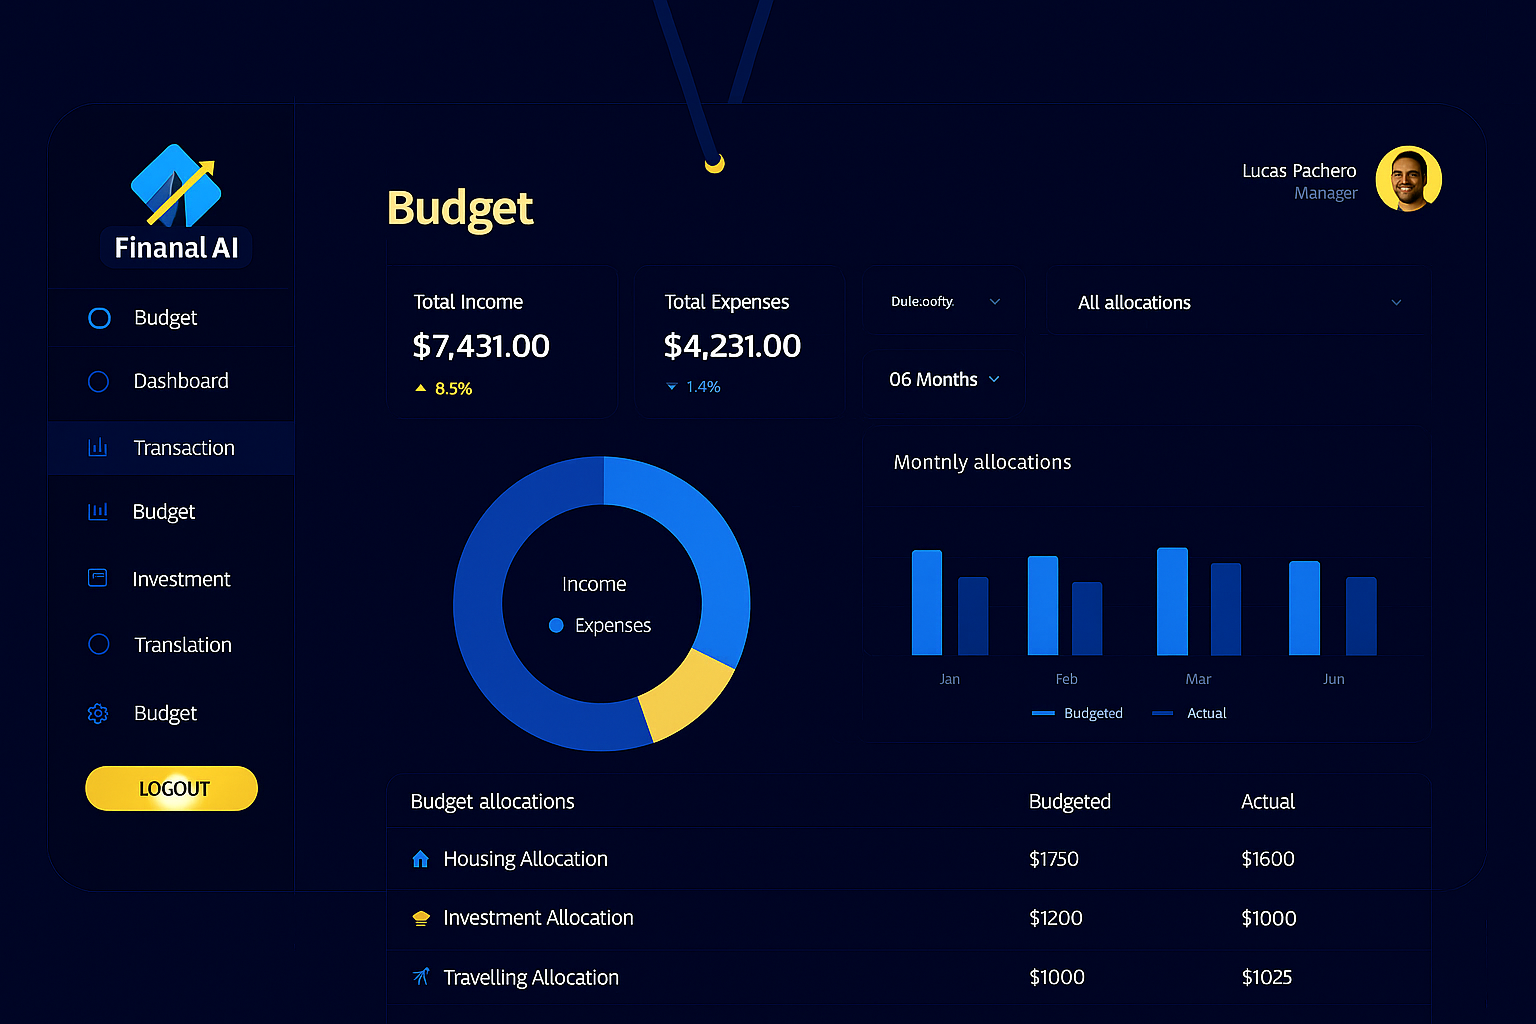 Finanal AI
Budget
Dashboard
Transaction
Budget
Investment
Translation
Budget
LOGOUT
Lucas Pachero
Manager
Budget
Total Income
$7,431.00
8.5%
Total Expenses
$4,231.00
1.4%
Dule.oofty.
All allocations
06 Months
Income
Expenses
Montnly allocations
Jan Feb Mar Jun
Budgeted Actual
Budget allocations Budgeted Actual
Housing Allocation $1750 $1600
Investment Allocation $1200 $1000
Travelling Allocation $1000 $1025